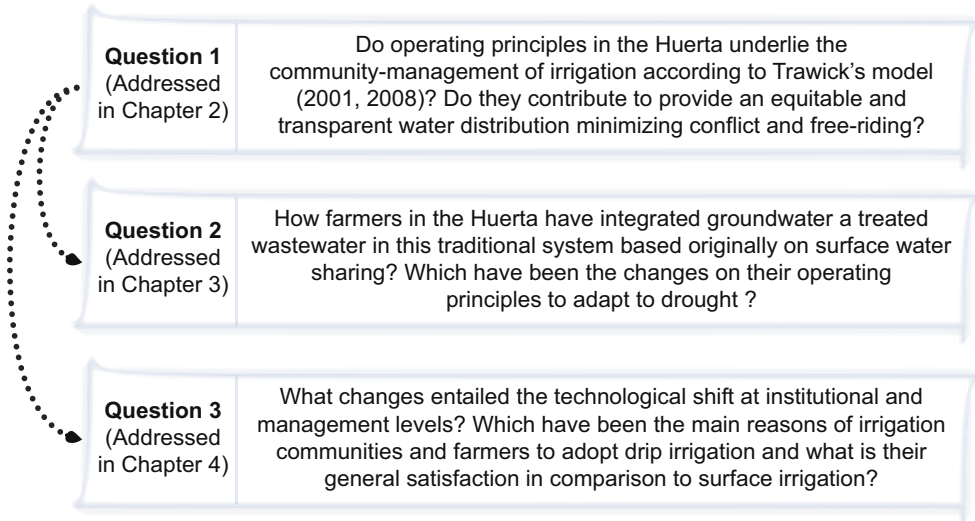 Question 1
(Addressed
in Chapter 2)
Do operating principles in the Huerta underlie the
community-management of irrigation according to Trawick's model
(2001, 2008)? Do they contribute to provide an equitable and
transparent water distribution minimizing conflict and free-riding?
Question 2
(Addressed
in Chapter 3)
How farmers in the Huerta have integrated groundwater a treated
wastewater in this traditional system based originally on surface water
sharing? Which have been the changes on their operating
principles to adapt to drought ?
Question 3
(Addressed
in Chapter 4)
What changes entailed the technological shift at institutional and
management levels? Which have been the main reasons of irrigation
communities and farmers to adopt drip irrigation and what is their
general satisfaction in comparison to surface irrigation?